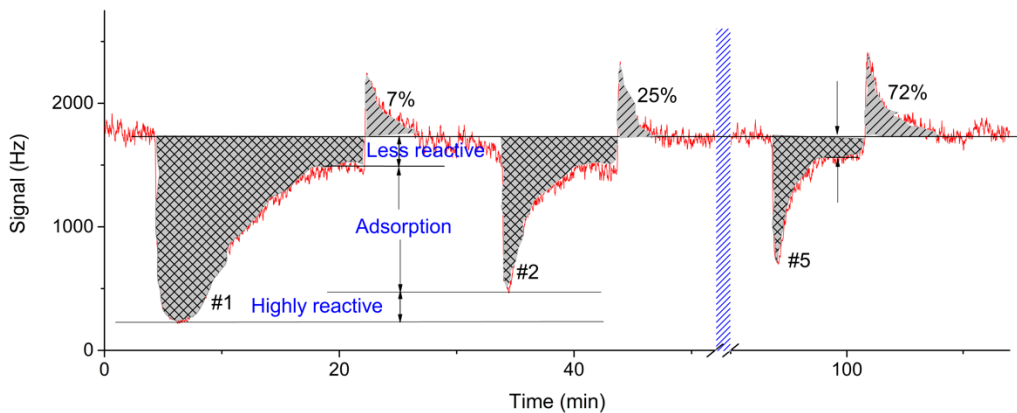 7%
25%
72%
2000
Less reactive
Signal (Hz)
Adsorption
1000
#1
#2
#5
Highly reactive
0
0
20
40
100
Time (min)